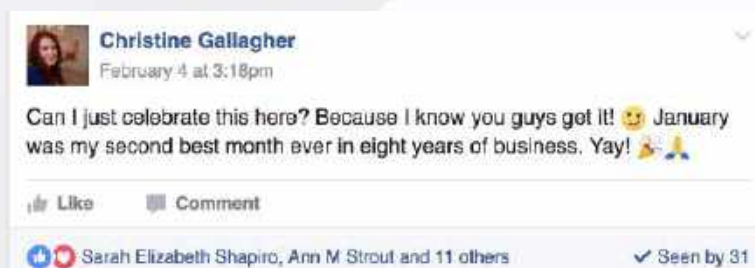 Christine Gallagher
February 4 at 3:18pm
Can I just celebrate this here? Because I know you guys get it! 🙂 January
was my second best month ever in eight years of business. Yay! 🎉🙏
Like Comment
Sarah Elizabeth Shapiro, Ann M Strout and 11 others ✓ Seen by 31